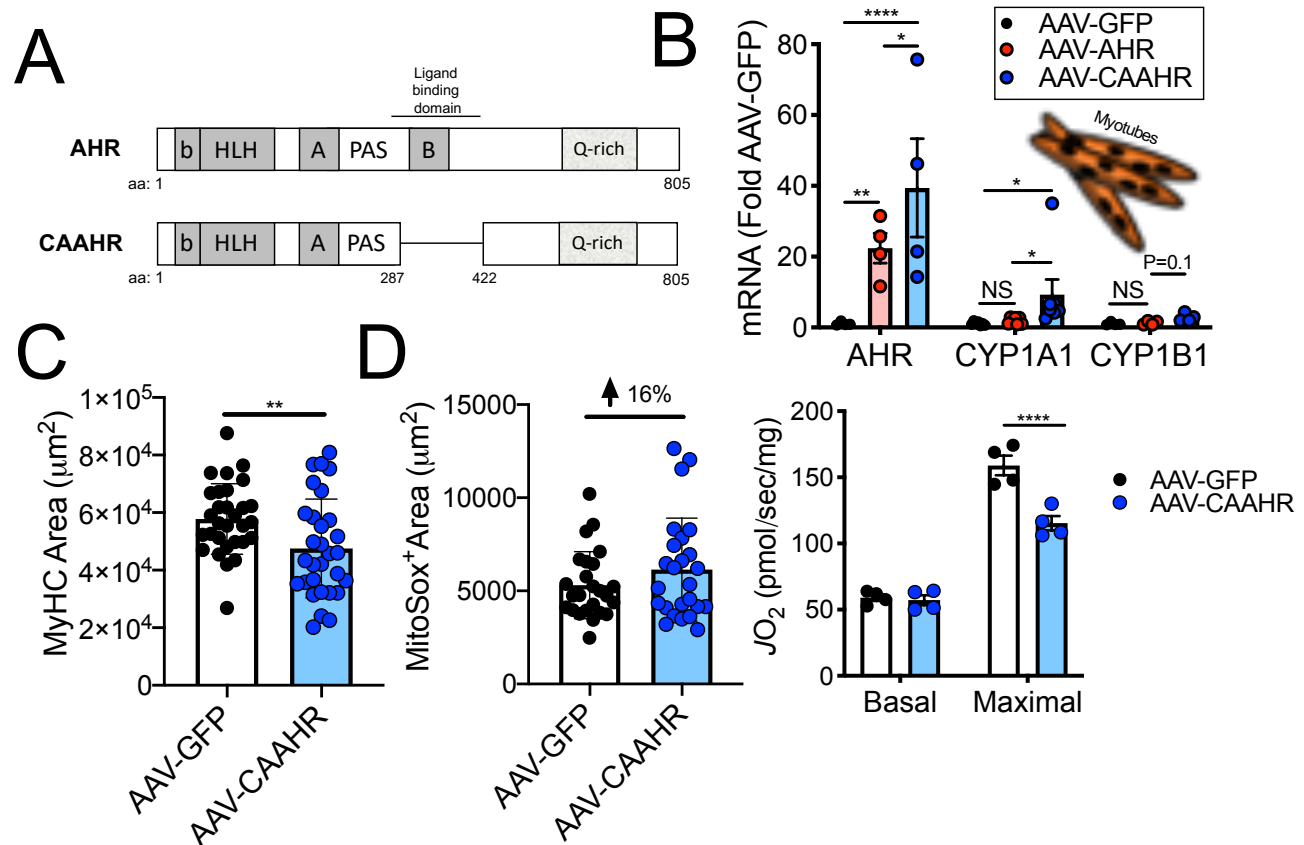 A
Ligand
binding
domain
AHR
b HLH A PAS B Q-rich
aa: 1 805
CAAHR
b HLH A PAS Q-rich
aa: 1 287 422 805
B
mRNA (Fold AAV-GFP)
80
60
40
20
0
****
*
**
*
*
NS
NS
P=0.1
AHR CYP1A1 CYP1B1
AAV-GFP
AAV-AHR
AAV-CAAHR
Myotubes
C
MyHC Area (μm²)
1×10⁵
8×10⁴
6×10⁴
4×10⁴
2×10⁴
0
**
AAV-GFP
AAV-CAAHR
D
MitoSox⁺ Area (μm²)
15000
10000
5000
0
16%
AAV-GFP
AAV-CAAHR
JO₂ (pmol/sec/mg)
200
150
100
50
0
****
Basal Maximal
AAV-GFP
AAV-CAAHR